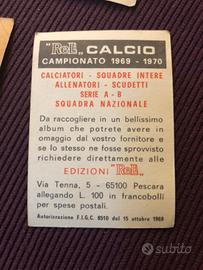 "ReE„ CALCIO
CAMPIONATO 1969 - 1970
CALCIATORI - SQUADRE INTERE
ALLENATORI - SCUDETTI
SERIE A - B
SQUADRA NAZIONALE
Da raccogliere in un bellissimo
album che potrete avere in
omaggio dal vostro fornitore e
se lo stesso ne fosse sprovvisto
richiedere direttamente alle
EDIZIONI "ReE„
Via Tenna, 5 - 65100 Pescara
allegando L. 100 in francobolli
per spese postali.
Autorizzazione F.I.G.C. 8510 del 15 ottobre 1969
subito